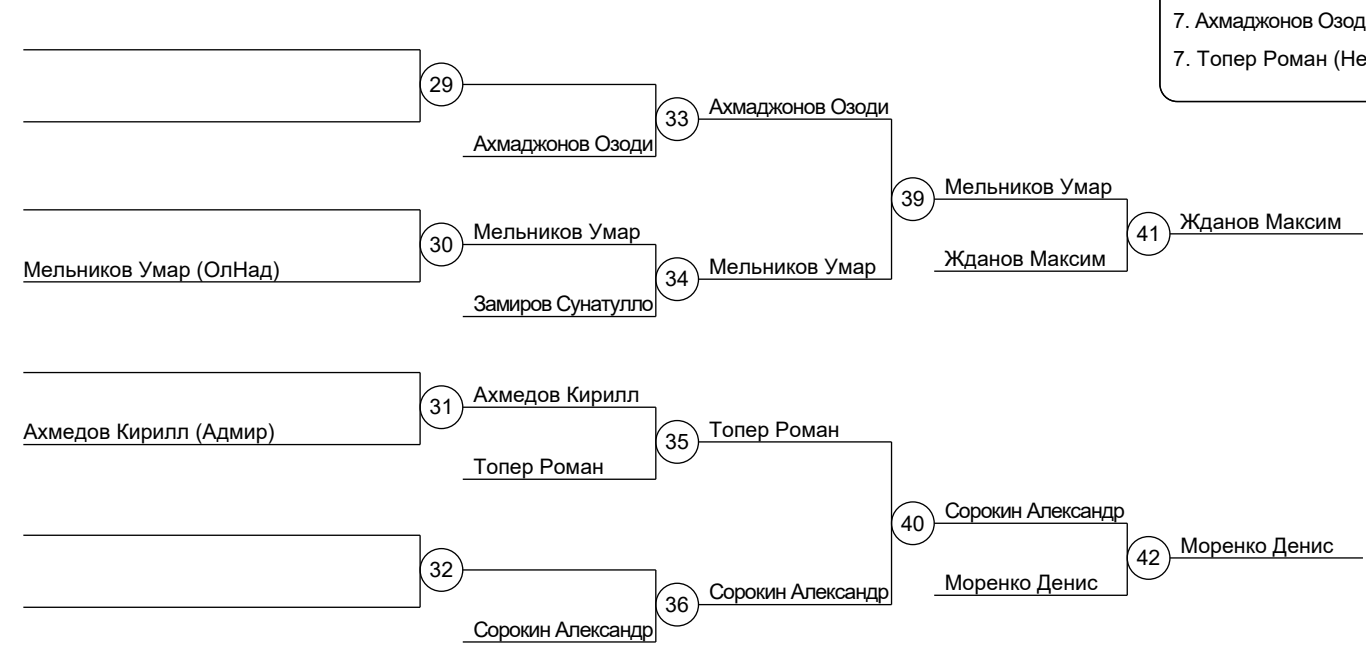 7. Ахмаджонов Озод
7. Топер Роман (Не
29
33
Ахмаджонов Озоди
Ахмаджонов Озоди
39
Мельников Умар
41
Жданов Максим
30
Мельников Умар
Мельников Умар (ОлНад)
34
Мельников Умар
Жданов Максим
Замиров Сунатулло
31
Ахмедов Кирилл
Ахмедов Кирилл (Адмир)
35
Топер Роман
Топер Роман
40
Сорокин Александр
42
Моренко Денис
32
36
Сорокин Александр
Моренко Денис
Сорокин Александр